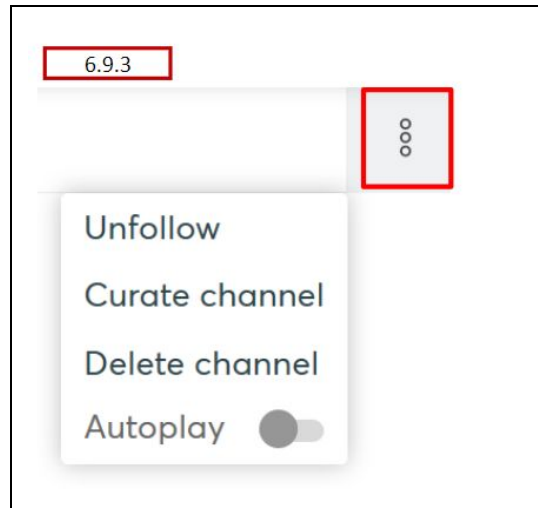 6.9.3
Unfollow
Curate channel
Delete channel
Autoplay